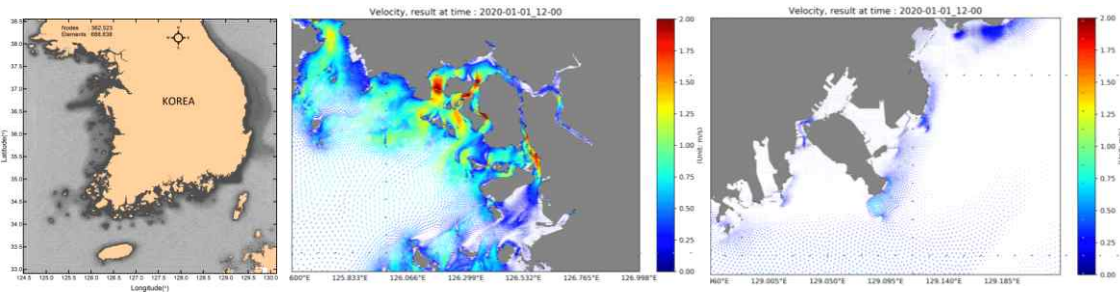 Nodes : 362,523
Elements : 698,638
KOREA
38.5
38.0
37.5
37.0
36.5
36.0
35.5
35.0
34.5
34.0
33.5
33.0
Latitude(°)
124.5 125.0 125.5 126.0 126.5 127.0 127.5 128.0 128.5 129.0 129.5 130.0
Longitude(°)
Velocity, result at time : 2020-01-01_12-00
2.00
1.75
1.50
1.25
1.00
0.75
0.50
0.25
0.00
(Unit: m/s)
600°E 125.833°E 126.066°E 126.299°E 126.532°E 126.765°E 126.998°E
Velocity, result at time : 2020-01-01_12-00
2.00
1.75
1.50
1.25
1.00
0.75
0.50
0.25
0.00
129.005°E 129.050°E 129.095°E 129.140°E 129.185°E